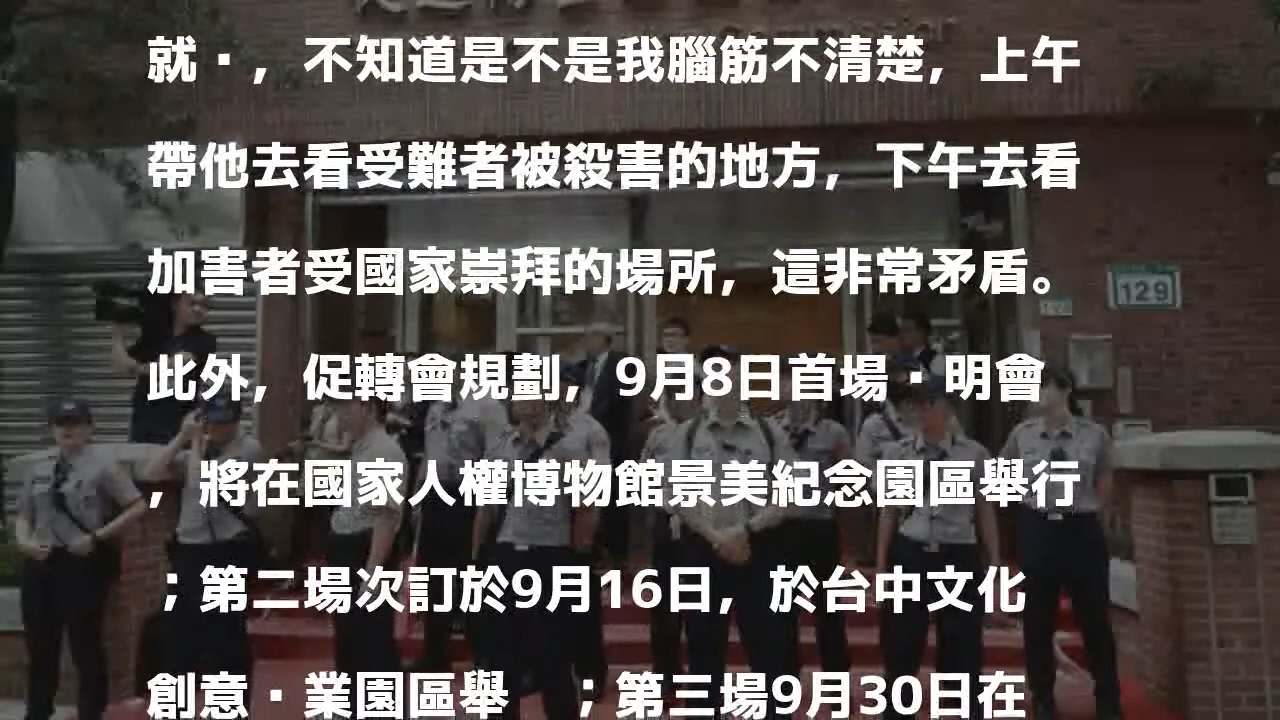 就·，不知道是不是我腦筋不清楚，上午
帶他去看受難者被殺害的地方，下午去看
加害者受國家崇拜的場所，這非常矛盾。
此外，促轉會規劃，9月8日首場·明會
，將在國家人權博物館景美紀念園區舉行
；第二場次訂於9月16日，於台中文化
創意·業園區舉　；第三場9月30日在
129